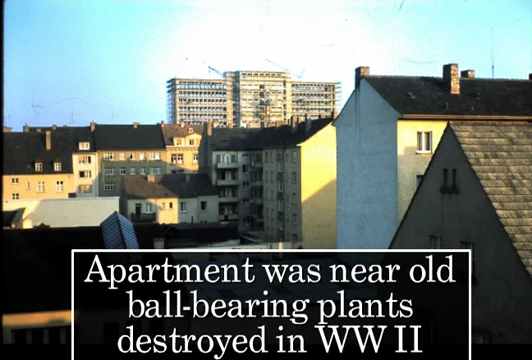 Apartment was near old
ball-bearing plants
destroyed in WW II